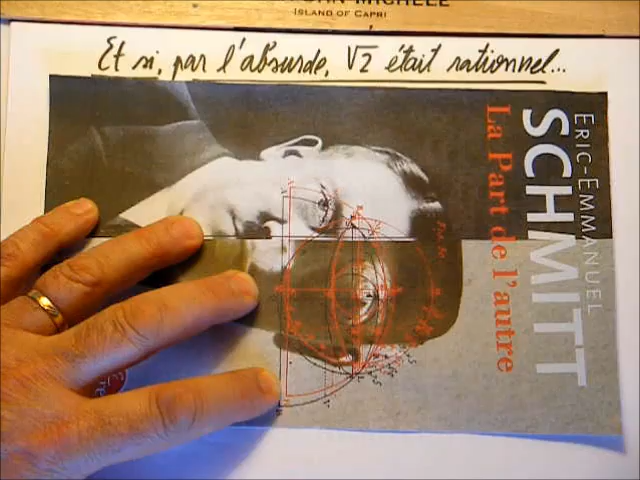 ISLAND OF CAPRI
Et si, par l'absurde, √2 était rationnel...
ERIC-EMMANUEL
SCHMITT
La Part de l'autre